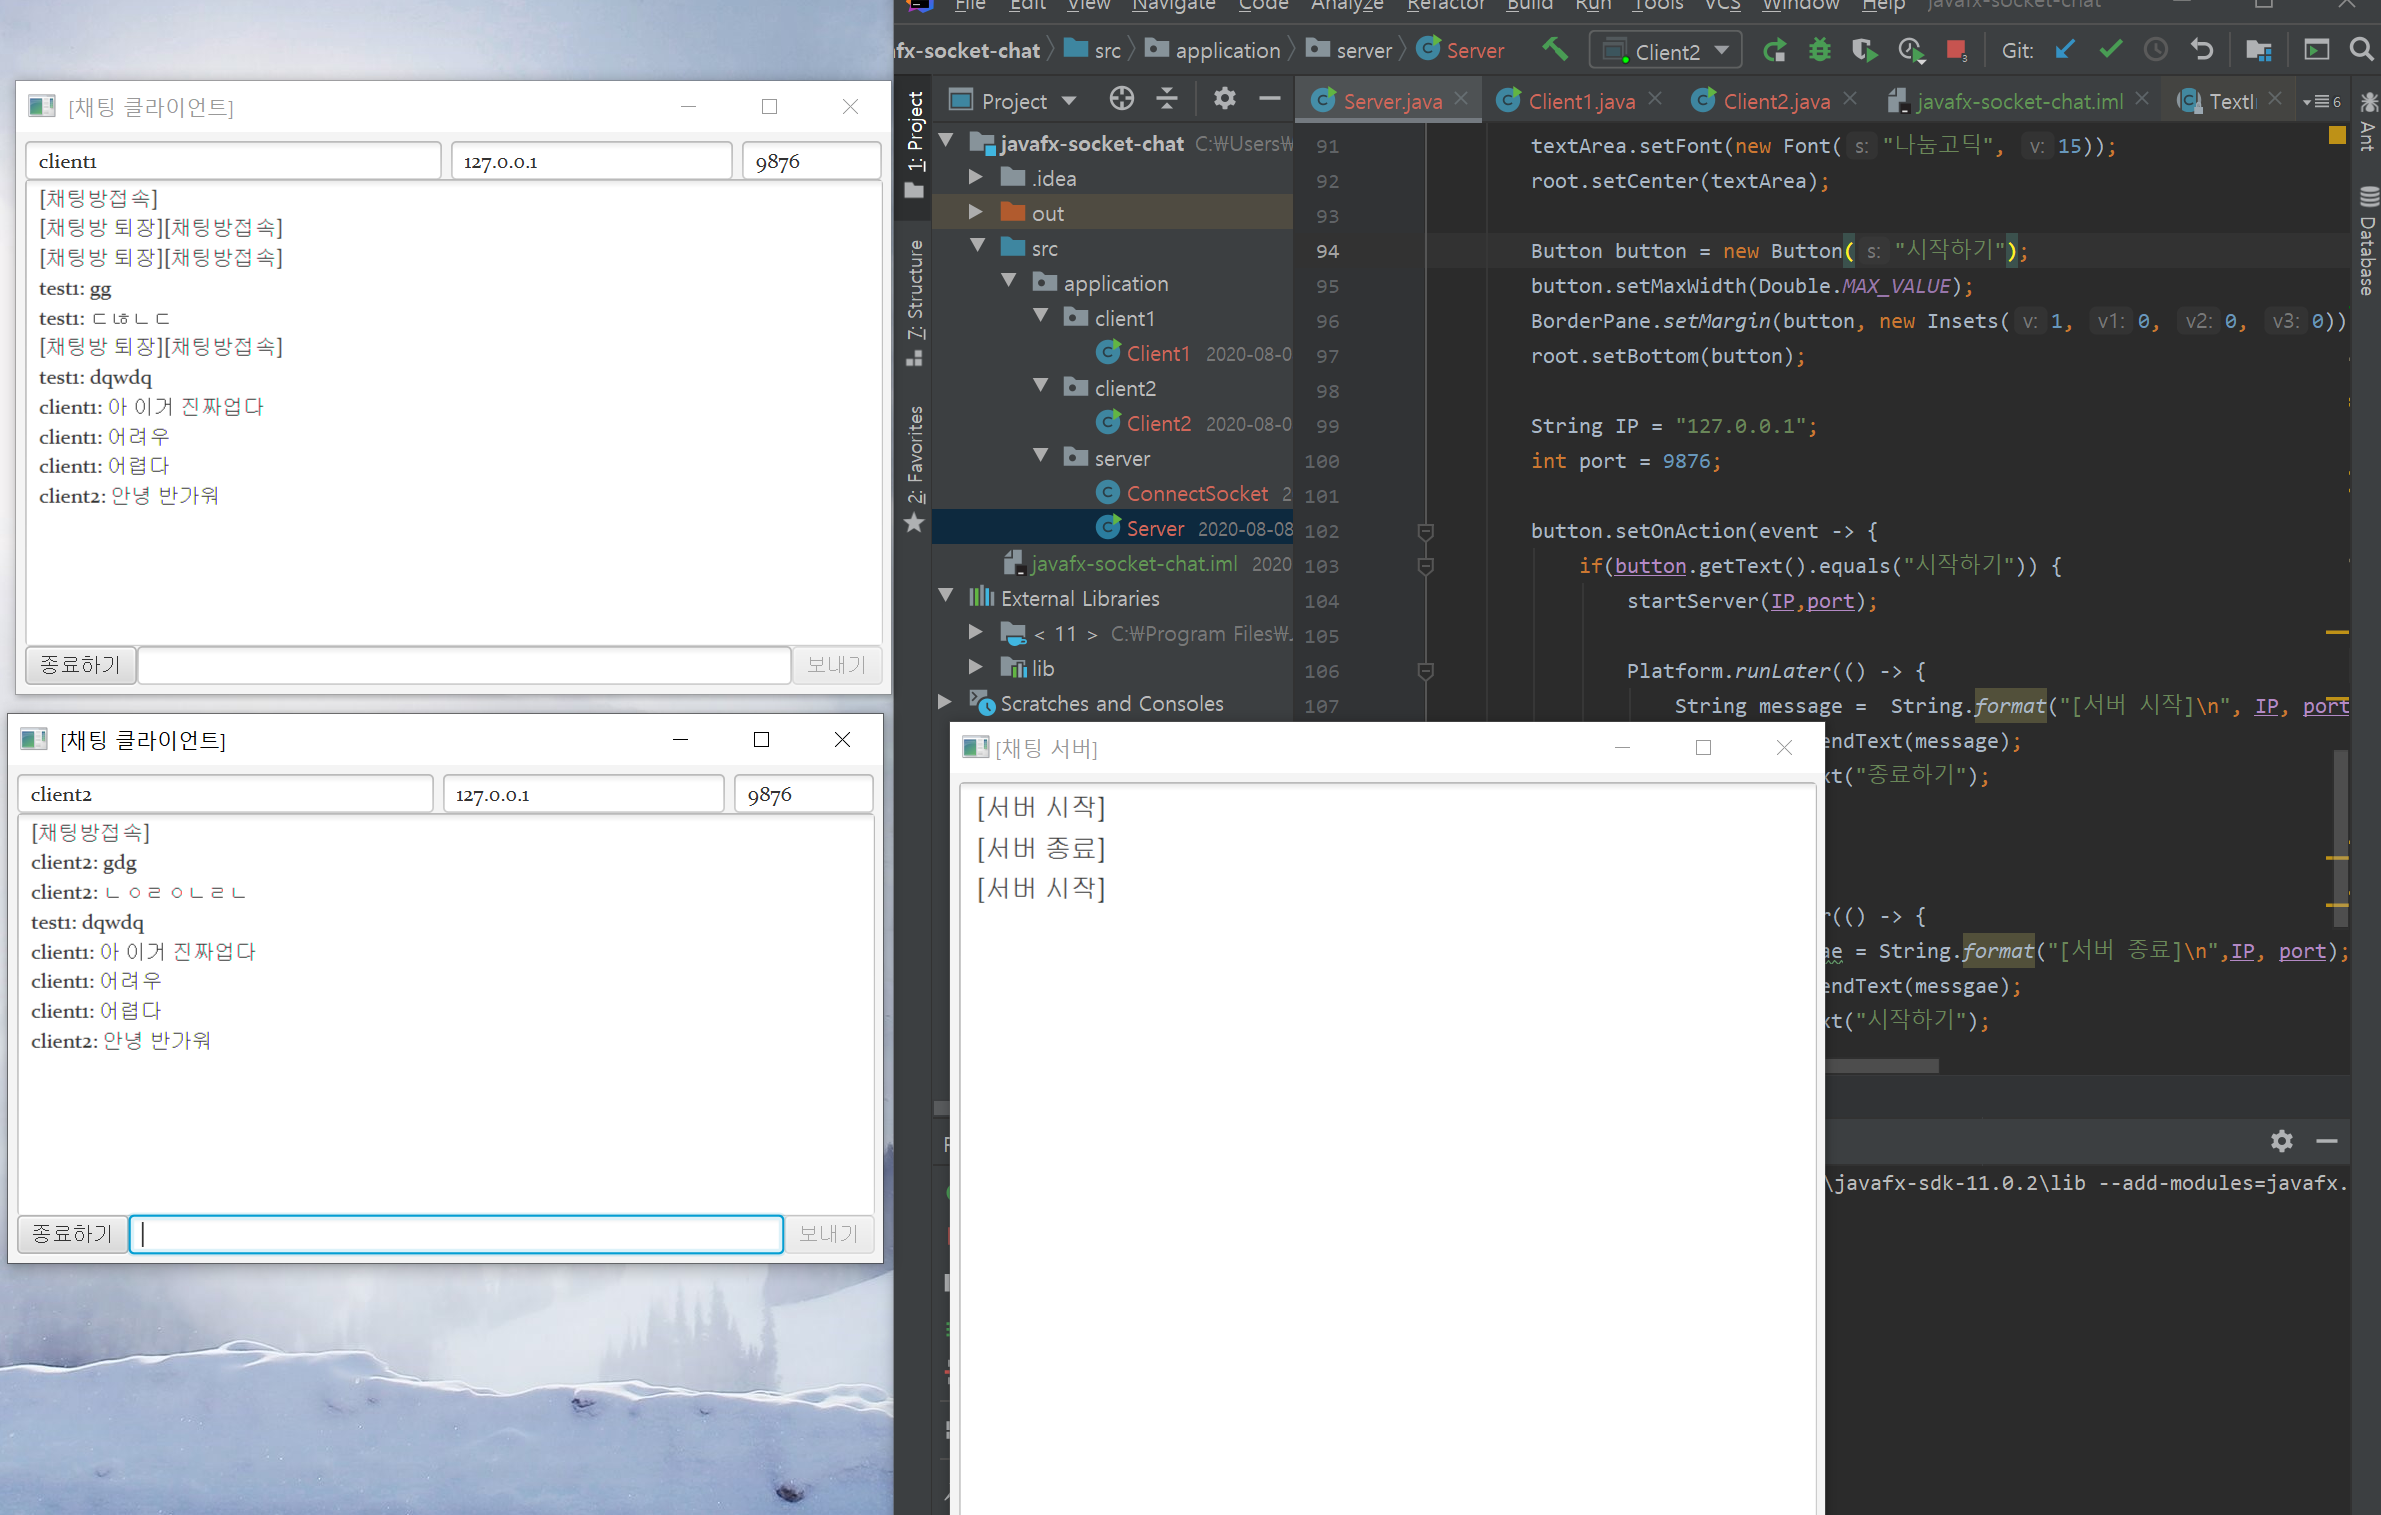 [채팅 클라이언트]
client1
127.0.0.1
9876
[채팅방접속]
[채팅방 퇴장][채팅방접속]
[채팅방 퇴장][채팅방접속]
test1: gg
test1: ㄷㄶㄴㄷ
[채팅방 퇴장][채팅방접속]
test1: dqwdq
client1: 아 이거 진짜업다
client1: 어려우
client1: 어렵다
client2: 안녕 반가워
종료하기
보내기
[채팅 클라이언트]
client2
127.0.0.1
9876
[채팅방접속]
client2: gdg
client2: ㄴㅇㄹㅇㄴㄹㄴ
test1: dqwdq
client1: 아 이거 진짜업다
client1: 어려우
client1: 어렵다
client2: 안녕 반가워
종료하기
보내기
File Edit View Navigate Code Analyze Refactor Build Run Tools VCS Window Help javafx-socket-chat
fx-socket-chat src application server Server
Client2
3
Git:
1: Project
7: Structure
2: Favorites
Project
Server.java
Client1.java
Client2.java
javafx-socket-chat.iml
TextI
6
Ant
Database
javafx-socket-chat C:\Users\
.idea
out
src
application
client1
Client1 2020-08-0
client2
Client2 2020-08-0
server
ConnectSocket 2
Server 2020-08-08
javafx-socket-chat.iml 2020
External Libraries
< 11 > C:\Program Files\
lib
Scratches and Consoles
91 textArea.setFont(new Font( s: "나눔고딕", v: 15));
92 root.setCenter(textArea);
93
94 Button button = new Button( s: "시작하기");
95 button.setMaxWidth(Double.MAX_VALUE);
96 BorderPane.setMargin(button, new Insets( v: 1, v1: 0, v2: 0, v3: 0))
97 root.setBottom(button);
98
99 String IP = "127.0.0.1";
100 int port = 9876;
101
102 button.setOnAction(event -> {
103 if(button.getText().equals("시작하기")) {
104 startServer(IP,port);
105
106 Platform.runLater(() -> {
107 String message = String.format("[서버 시작]\n", IP, port
endText(message);
xt("종료하기");
r(() -> {
ae = String.format("[서버 종료]\n",IP, port);
endText(messgae);
xt("시작하기");
[채팅 서버]
[서버 시작]
[서버 종료]
[서버 시작]
\javafx-sdk-11.0.2\lib --add-modules=javafx.